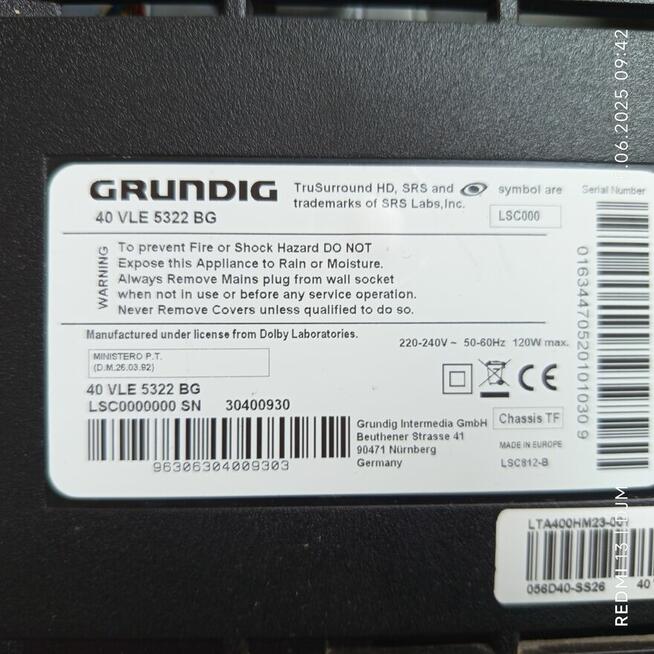 GRUNDIG
40 VLE 5322 BG
TruSurround HD, SRS and symbol are
trademarks of SRS Labs,Inc.
LSC000
Serial Number
WARNING
To prevent Fire or Shock Hazard DO NOT
Expose this Appliance to Rain or Moisture.
Always Remove Mains plug from wall socket
when not in use or before any service operation.
Never Remove Covers unless qualified to do so.
01634470520101030 9
Manufactured under license from Dolby Laboratories.
MINISTERO P.T.
(D.M.26.03.92)
220-240V ~ 50-60Hz 120W max.
CE
40 VLE 5322 BG
LSC0000000 SN 30400930
96306304009303
Grundig Intermedia GmbH
Beuthener Strasse 41
90471 Nürnberg
Germany
Chassis TF
MADE IN EUROPE
LSC812-B
LTA400HM23-
056D40-SS26 40
REDMI 13
.06.2025 09:42